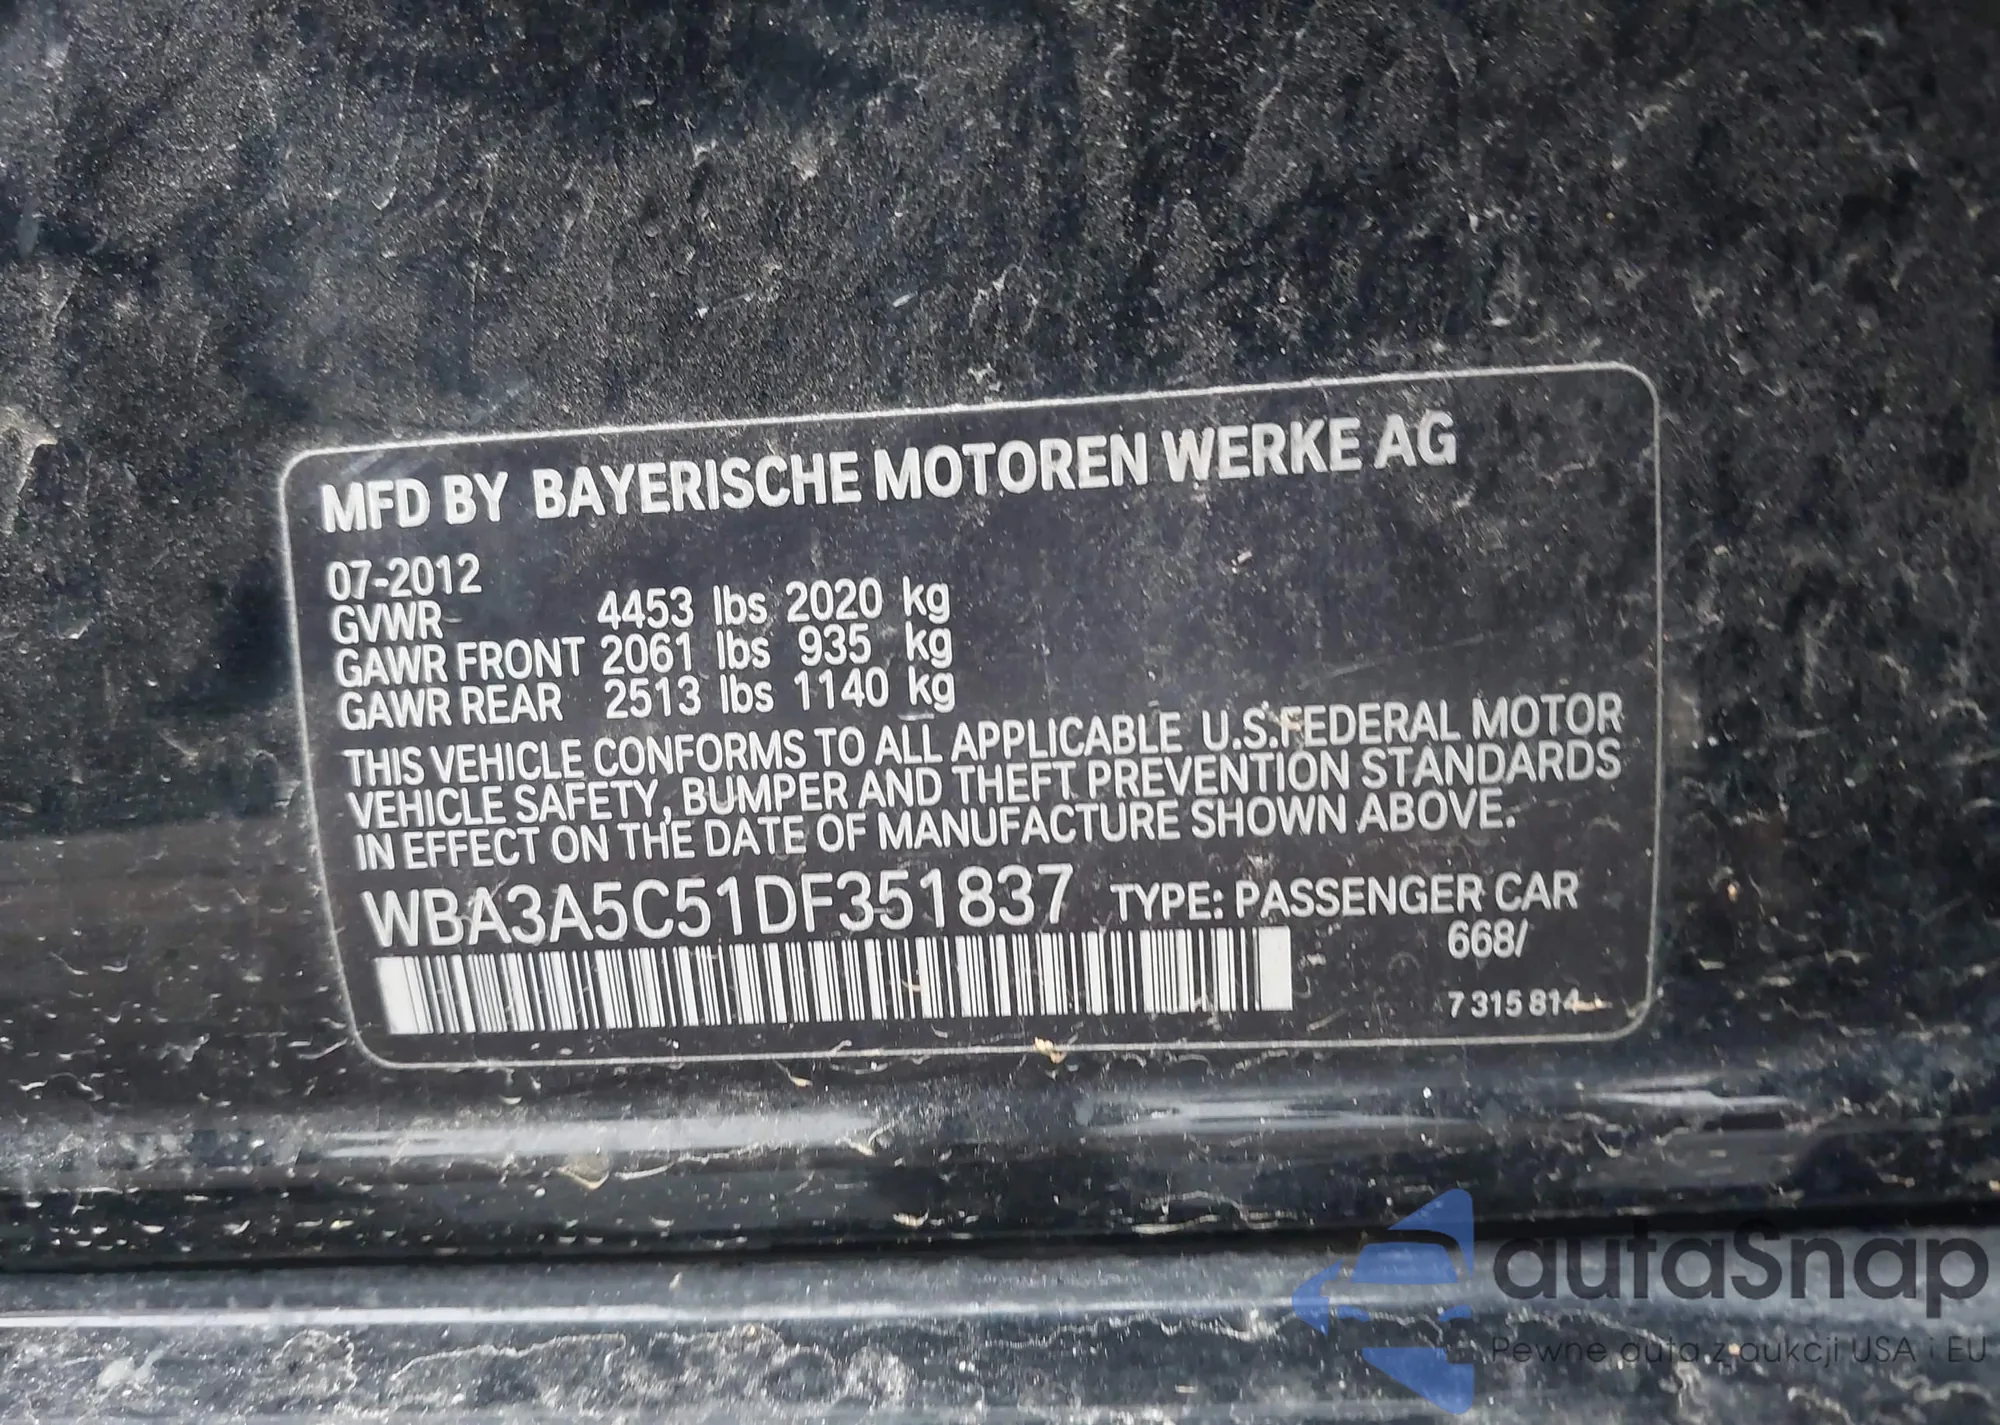 MFD BY BAYERISCHE MOTOREN WERKE AG
07-2012
GVWR 4453 lbs 2020 kg
GAWR FRONT 2061 lbs 935 kg
GAWR REAR 2513 lbs 1140 kg
THIS VEHICLE CONFORMS TO ALL APPLICABLE U.S.FEDERAL MOTOR
VEHICLE SAFETY, BUMPER AND THEFT PREVENTION STANDARDS
IN EFFECT ON THE DATE OF MANUFACTURE SHOWN ABOVE.
WBA3A5C51DF351837 TYPE: PASSENGER CAR
668/
7 315 814
autaSnap
Pewne auta z aukcji USA i EU